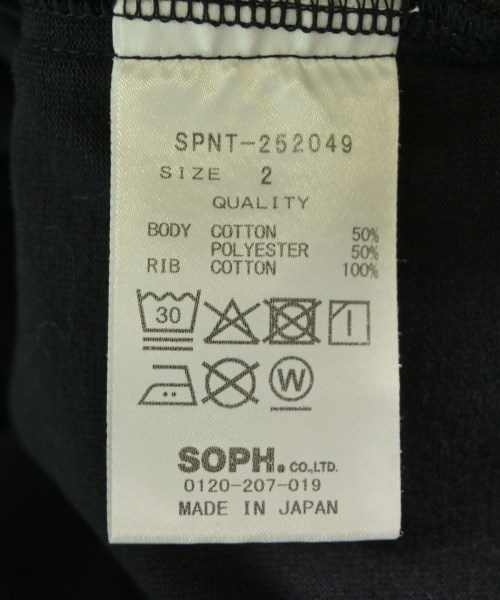 SPNT-252049
SIZE 2
QUALITY
BODY COTTON 50%
POLYESTER 50%
RIB COTTON 100%
30
W
SOPH. CO.,LTD.
0120-207-019
MADE IN JAPAN